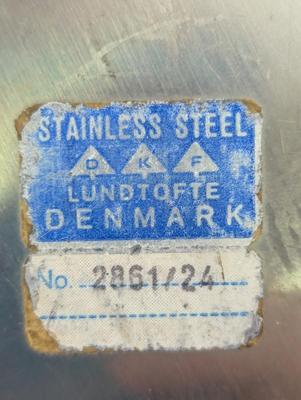 STAINLESS STEEL
D K F
LUNDTOFTE
DENMARK
No. 2861/24